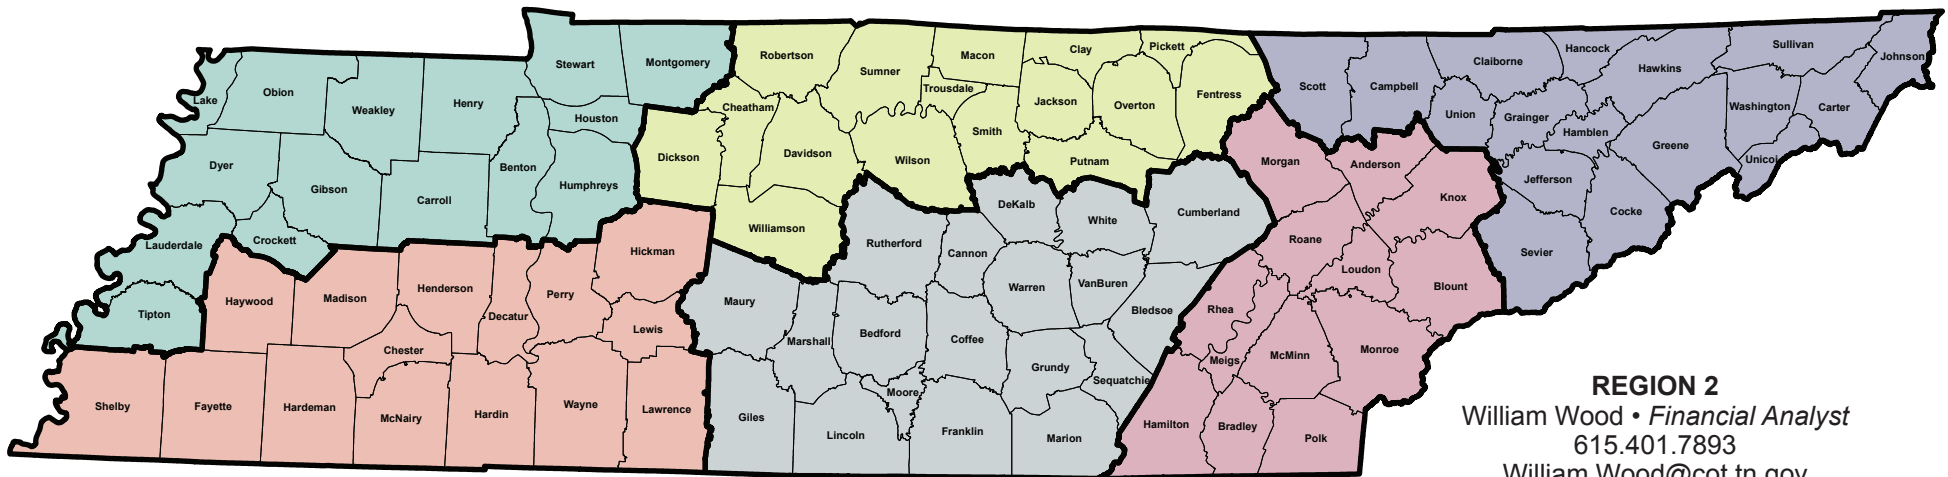 Lake
Obion
Weakley
Henry
Stewart
Montgomery
Houston
Dyer
Gibson
Carroll
Benton
Humphreys
Lauderdale
Crockett
Tipton
Robertson
Sumner
Macon
Clay
Pickett
Trousdale
Cheatham
Jackson
Overton
Fentress
Dickson
Davidson
Wilson
Smith
Putnam
Williamson
Scott
Campbell
Claiborne
Hancock
Hawkins
Sullivan
Johnson
Union
Grainger
Hamblen
Washington
Carter
Greene
Unicoi
Jefferson
Cocke
Sevier
Morgan
Anderson
Knox
Roane
Loudon
Blount
Rhea
Meigs
McMinn
Monroe
Hamilton
Bradley
Polk
DeKalb
White
Cumberland
Rutherford
Cannon
Warren
VanBuren
Bledsoe
Maury
Marshall
Bedford
Coffee
Grundy
Sequatchie
Moore
Giles
Lincoln
Franklin
Marion
Hickman
Haywood
Madison
Henderson
Decatur
Perry
Lewis
Chester
Shelby
Fayette
Hardeman
McNairy
Hardin
Wayne
Lawrence
REGION 2
William Wood • Financial Analyst
615.401.7893
William.Wood@cot.tn.gov